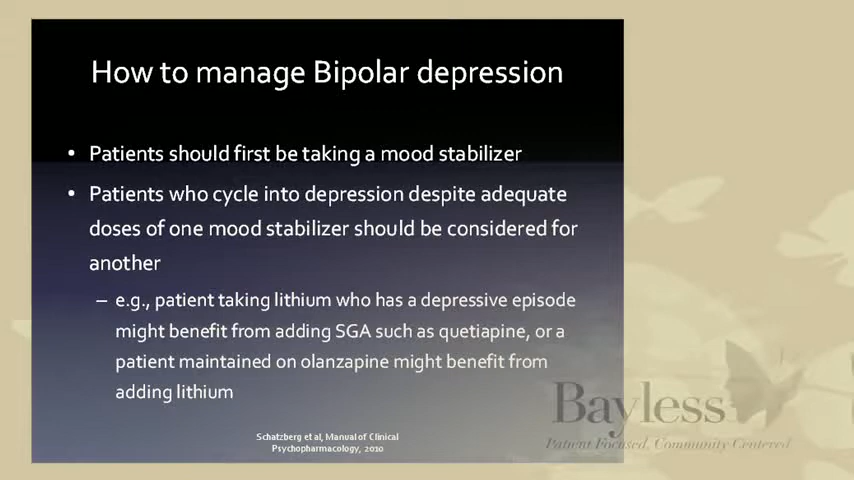 How to manage Bipolar depression
• Patients should first be taking a mood stabilizer
• Patients who cycle into depression despite adequate
doses of one mood stabilizer should be considered for
another
– e.g., patient taking lithium who has a depressive episode
might benefit from adding SGA such as quetiapine, or a
patient maintained on olanzapine might benefit from
adding lithium
Schatzberg et al, Manual of Clinical
Psychopharmacology, 2010
Bayless
Patient Focused, Community Centered